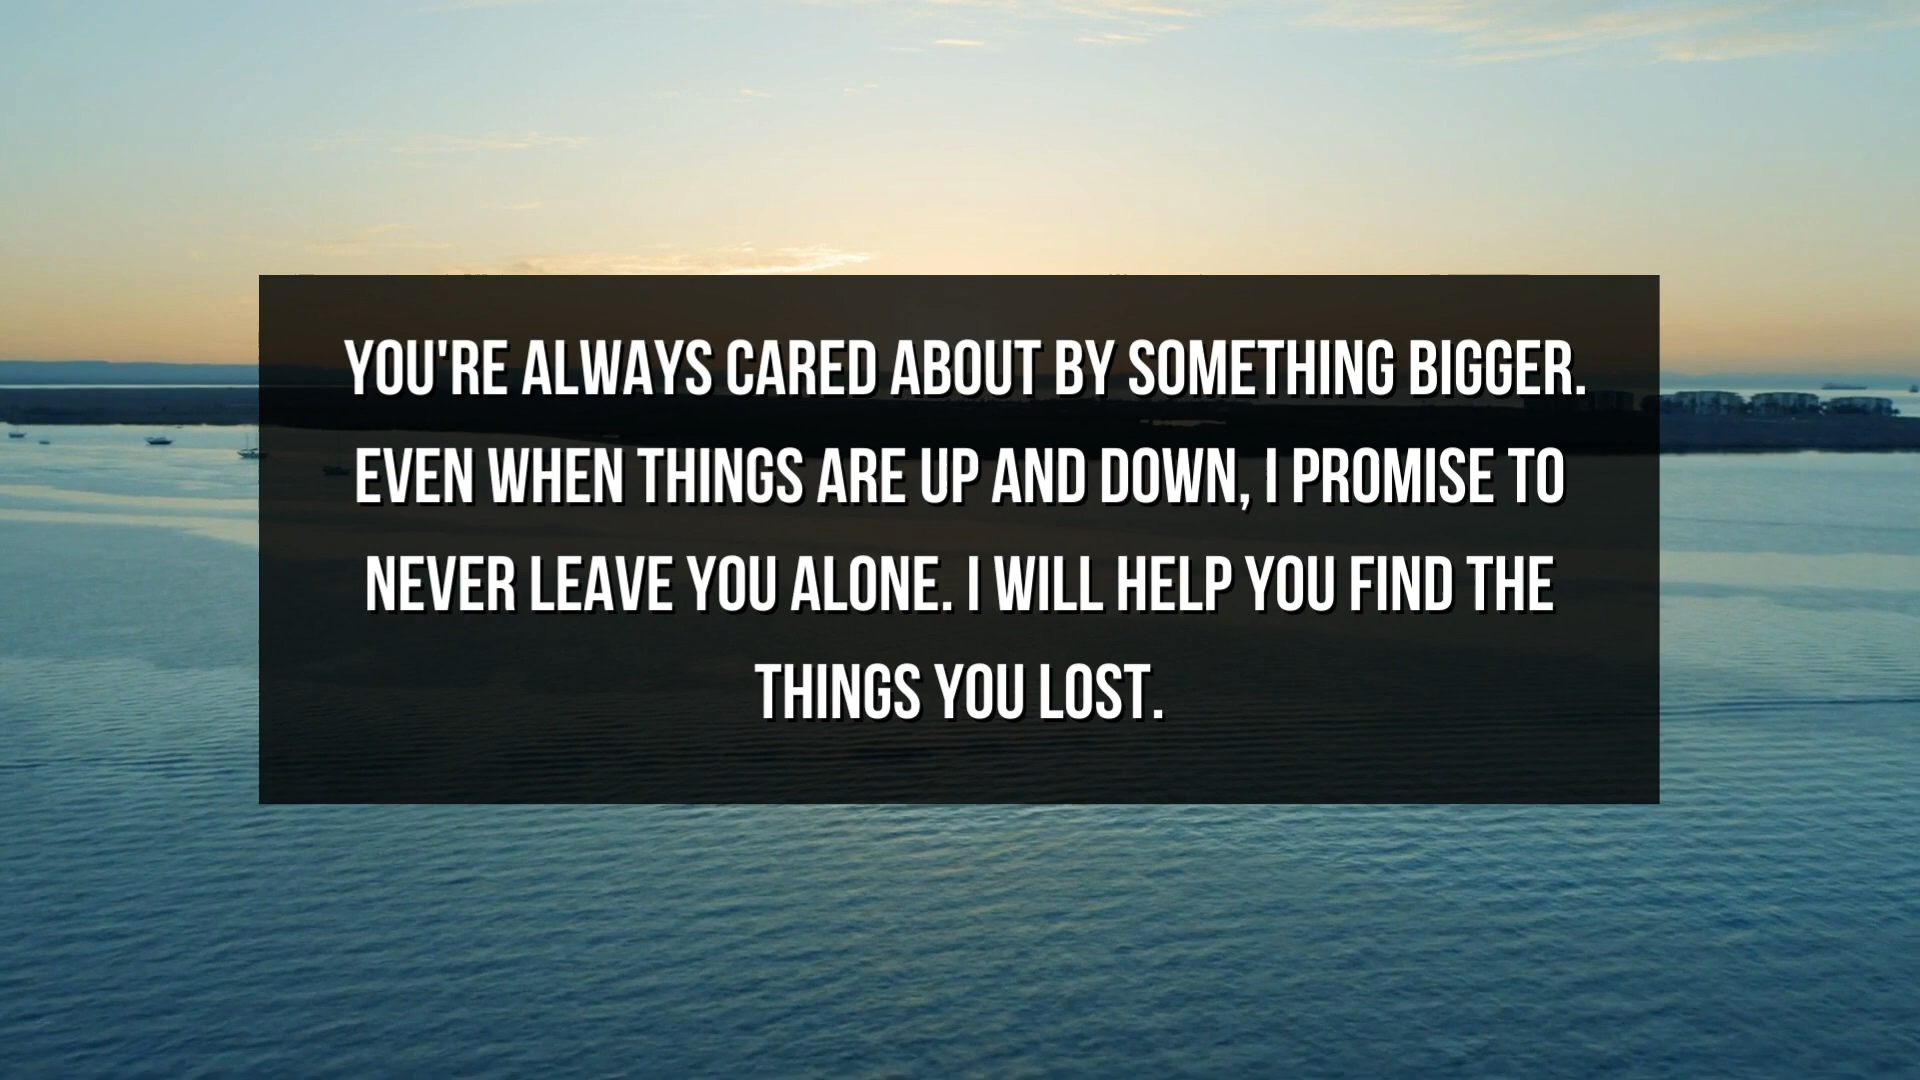 YOU'RE ALWAYS CARED ABOUT BY SOMETHING BIGGER.
EVEN WHEN THINGS ARE UP AND DOWN, I PROMISE TO
NEVER LEAVE YOU ALONE. I WILL HELP YOU FIND THE
THINGS YOU LOST.